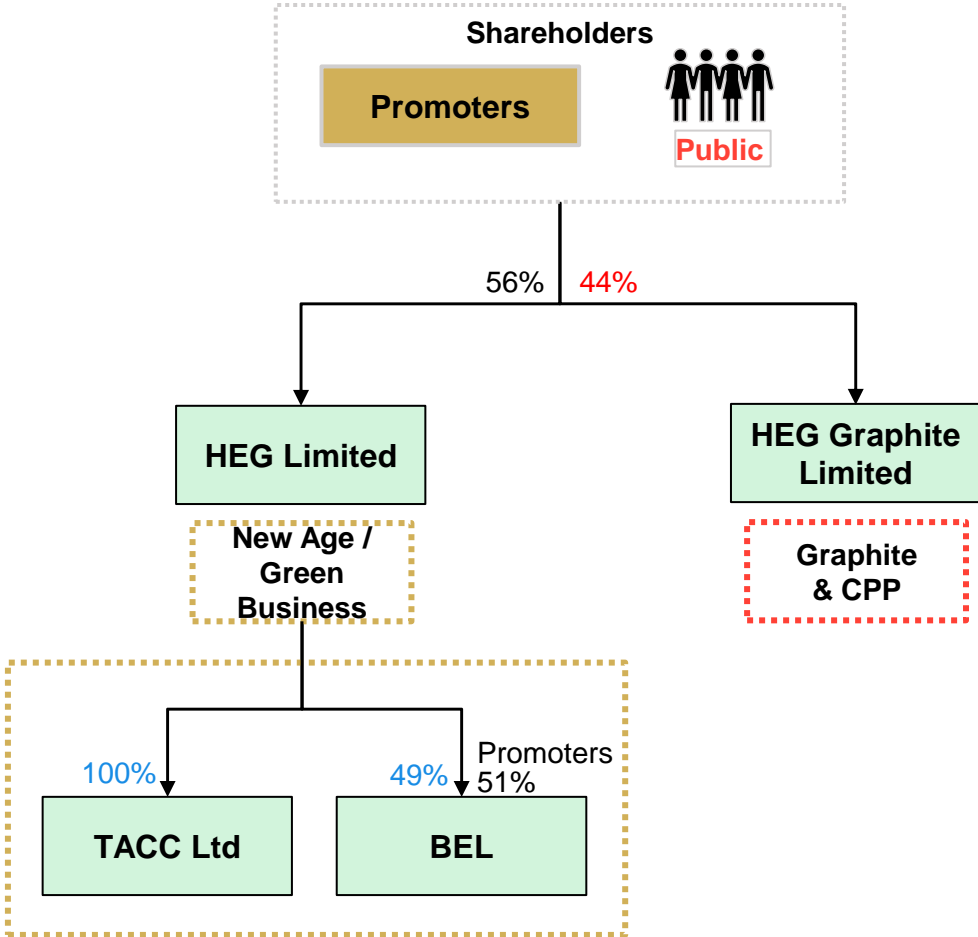 Shareholders
Promoters
Public
56% 44%
HEG Limited
HEG Graphite
Limited
New Age /
Green
Business
Graphite
& CPP
100%
49%
Promoters
51%
TACC Ltd
BEL